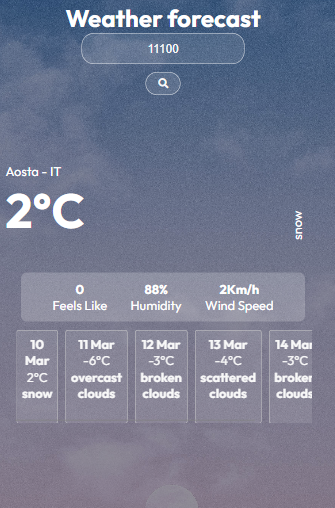 Weather forecast
11100
Aosta - IT
2°C
snow
0 88% 2Km/h
Feels Like Humidity Wind Speed
10 Mar
2°C
snow
11 Mar
-6°C
overcast
clouds
12 Mar
-3°C
broken
clouds
13 Mar
-4°C
scattered
clouds
14 Mar
-3°C
broken
clouds